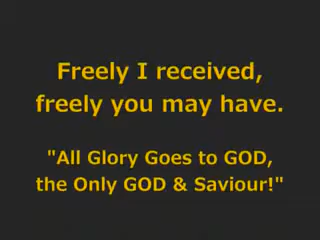 Freely I received,
freely you may have.
"All Glory Goes to GOD,
the Only GOD & Saviour!"